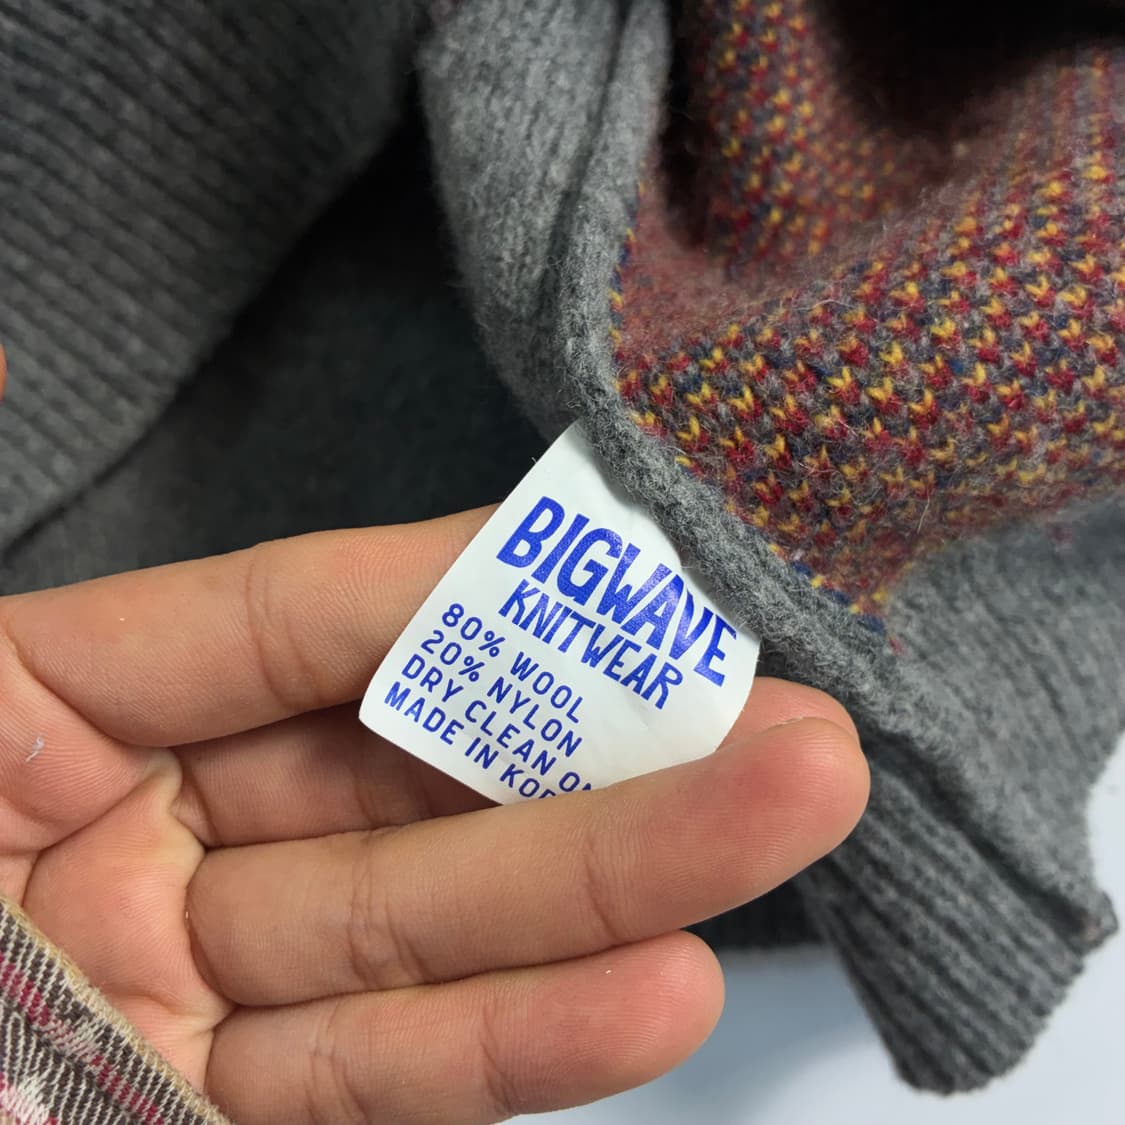 BIGWAVE
KNITWEAR
80% WOOL
20% NYLON
DRY CLEAN
MADE IN